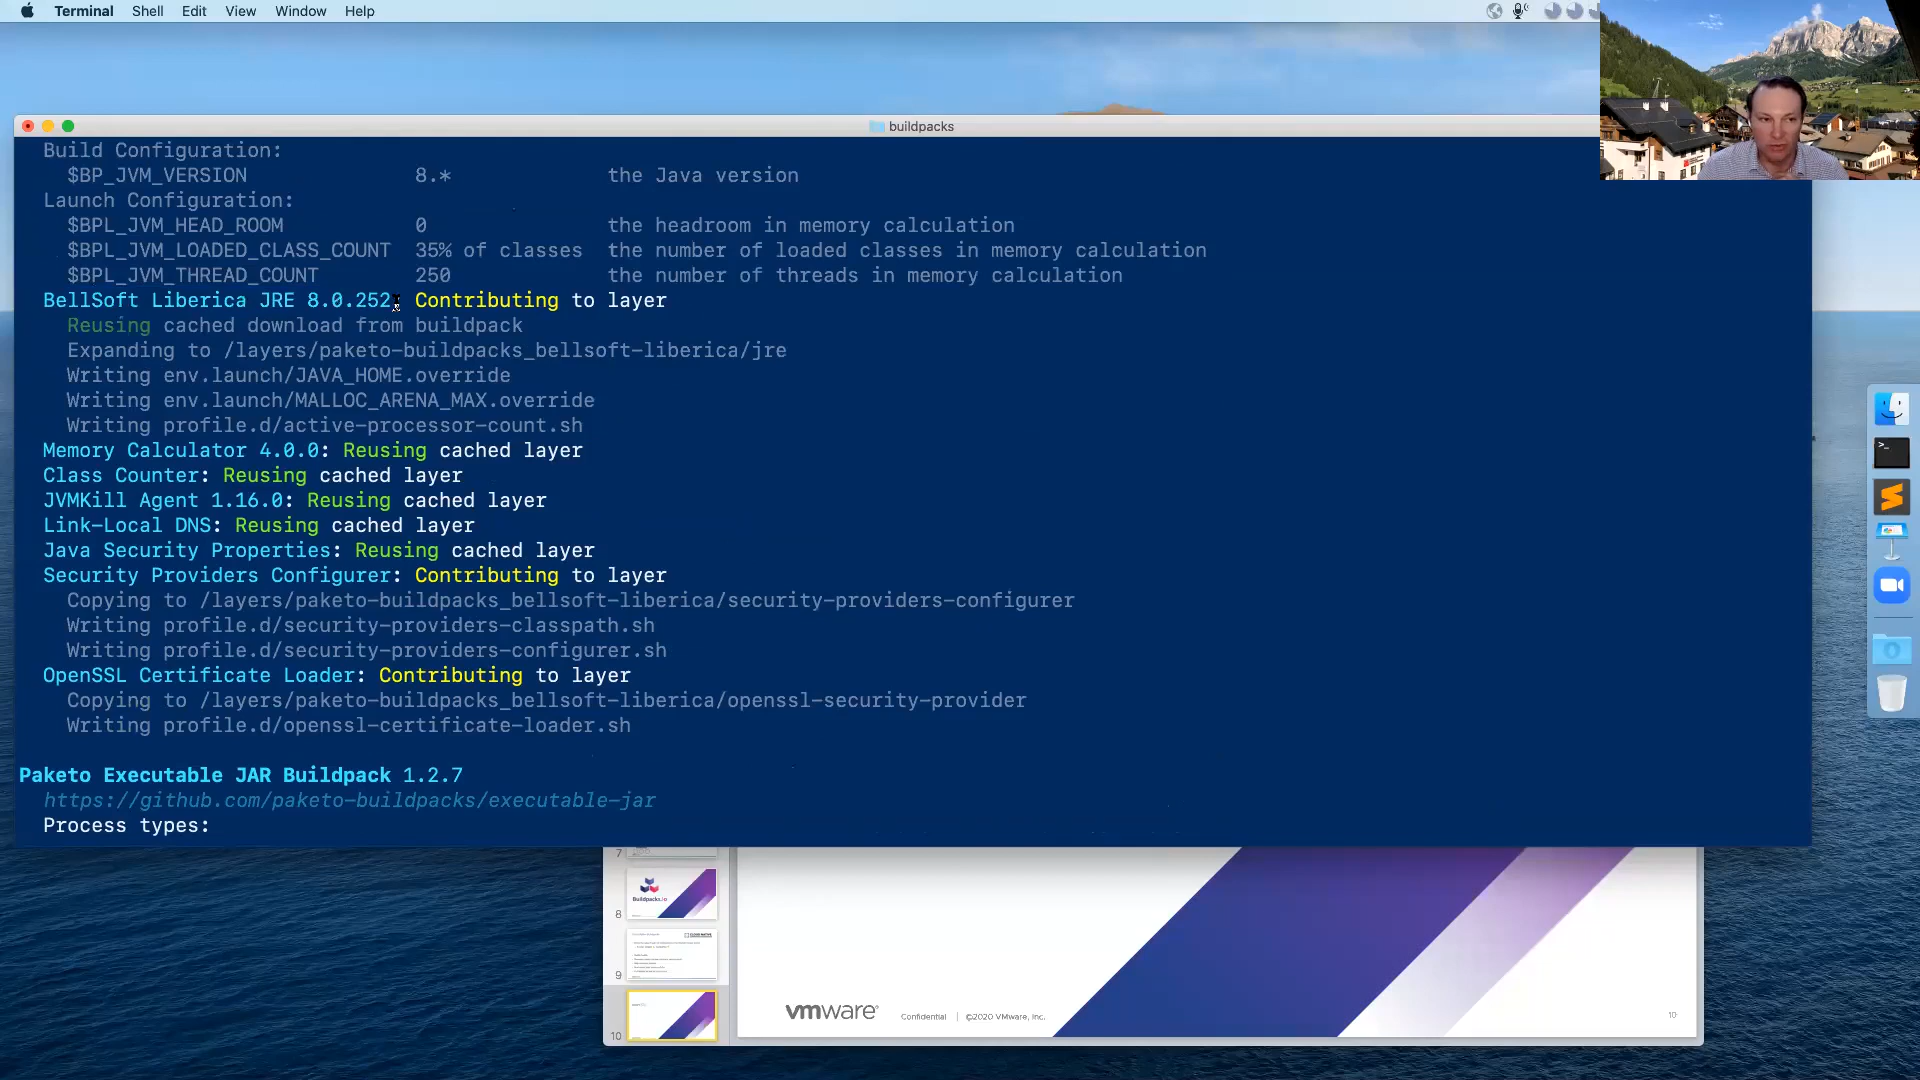 Terminal Shell Edit View Window Help
buildpacks
Build Configuration:
$BP_JVM_VERSION 8.* the Java version
Launch Configuration:
$BPL_JVM_HEAD_ROOM 0 the headroom in memory calculation
$BPL_JVM_LOADED_CLASS_COUNT 35% of classes the number of loaded classes in memory calculation
$BPL_JVM_THREAD_COUNT 250 the number of threads in memory calculation
BellSoft Liberica JRE 8.0.252: Contributing to layer
Reusing cached download from buildpack
Expanding to /layers/paketo-buildpacks_bellsoft-liberica/jre
Writing env.launch/JAVA_HOME.override
Writing env.launch/MALLOC_ARENA_MAX.override
Writing profile.d/active-processor-count.sh
Memory Calculator 4.0.0: Reusing cached layer
Class Counter: Reusing cached layer
JVMKill Agent 1.16.0: Reusing cached layer
Link-Local DNS: Reusing cached layer
Java Security Properties: Reusing cached layer
Security Providers Configurer: Contributing to layer
Copying to /layers/paketo-buildpacks_bellsoft-liberica/security-providers-configurer
Writing profile.d/security-providers-classpath.sh
Writing profile.d/security-providers-configurer.sh
OpenSSL Certificate Loader: Contributing to layer
Copying to /layers/paketo-buildpacks_bellsoft-liberica/openssl-security-provider
Writing profile.d/openssl-certificate-loader.sh
Paketo Executable JAR Buildpack 1.2.7
https://github.com/paketo-buildpacks/executable-jar
Process types:
7
Buildpacks.io
8
9
10
vmware® Confidential | ©2020 VMware, Inc. 10